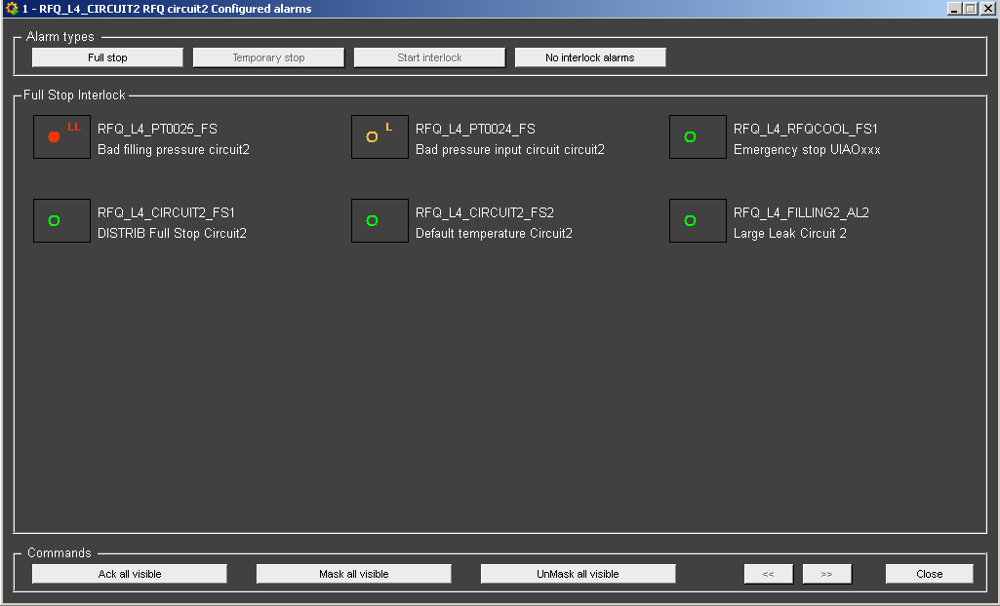 1 - RFQ_L4_CIRCUIT2 RFQ circuit2 Configured alarms
Alarm types
Full stop
Temporary stop
Start interlock
No interlock alarms
Full Stop Interlock
LL
RFQ_L4_PT0025_FS
Bad filling pressure circuit2
L
RFQ_L4_PT0024_FS
Bad pressure input circuit circuit2
RFQ_L4_RFQCOOL_FS1
Emergency stop UIAOxxx
RFQ_L4_CIRCUIT2_FS1
DISTRIB Full Stop Circuit2
RFQ_L4_CIRCUIT2_FS2
Default temperature Circuit2
RFQ_L4_FILLING2_AL2
Large Leak Circuit 2
Commands
Ack all visible
Mask all visible
UnMask all visible
<<
>>
Close